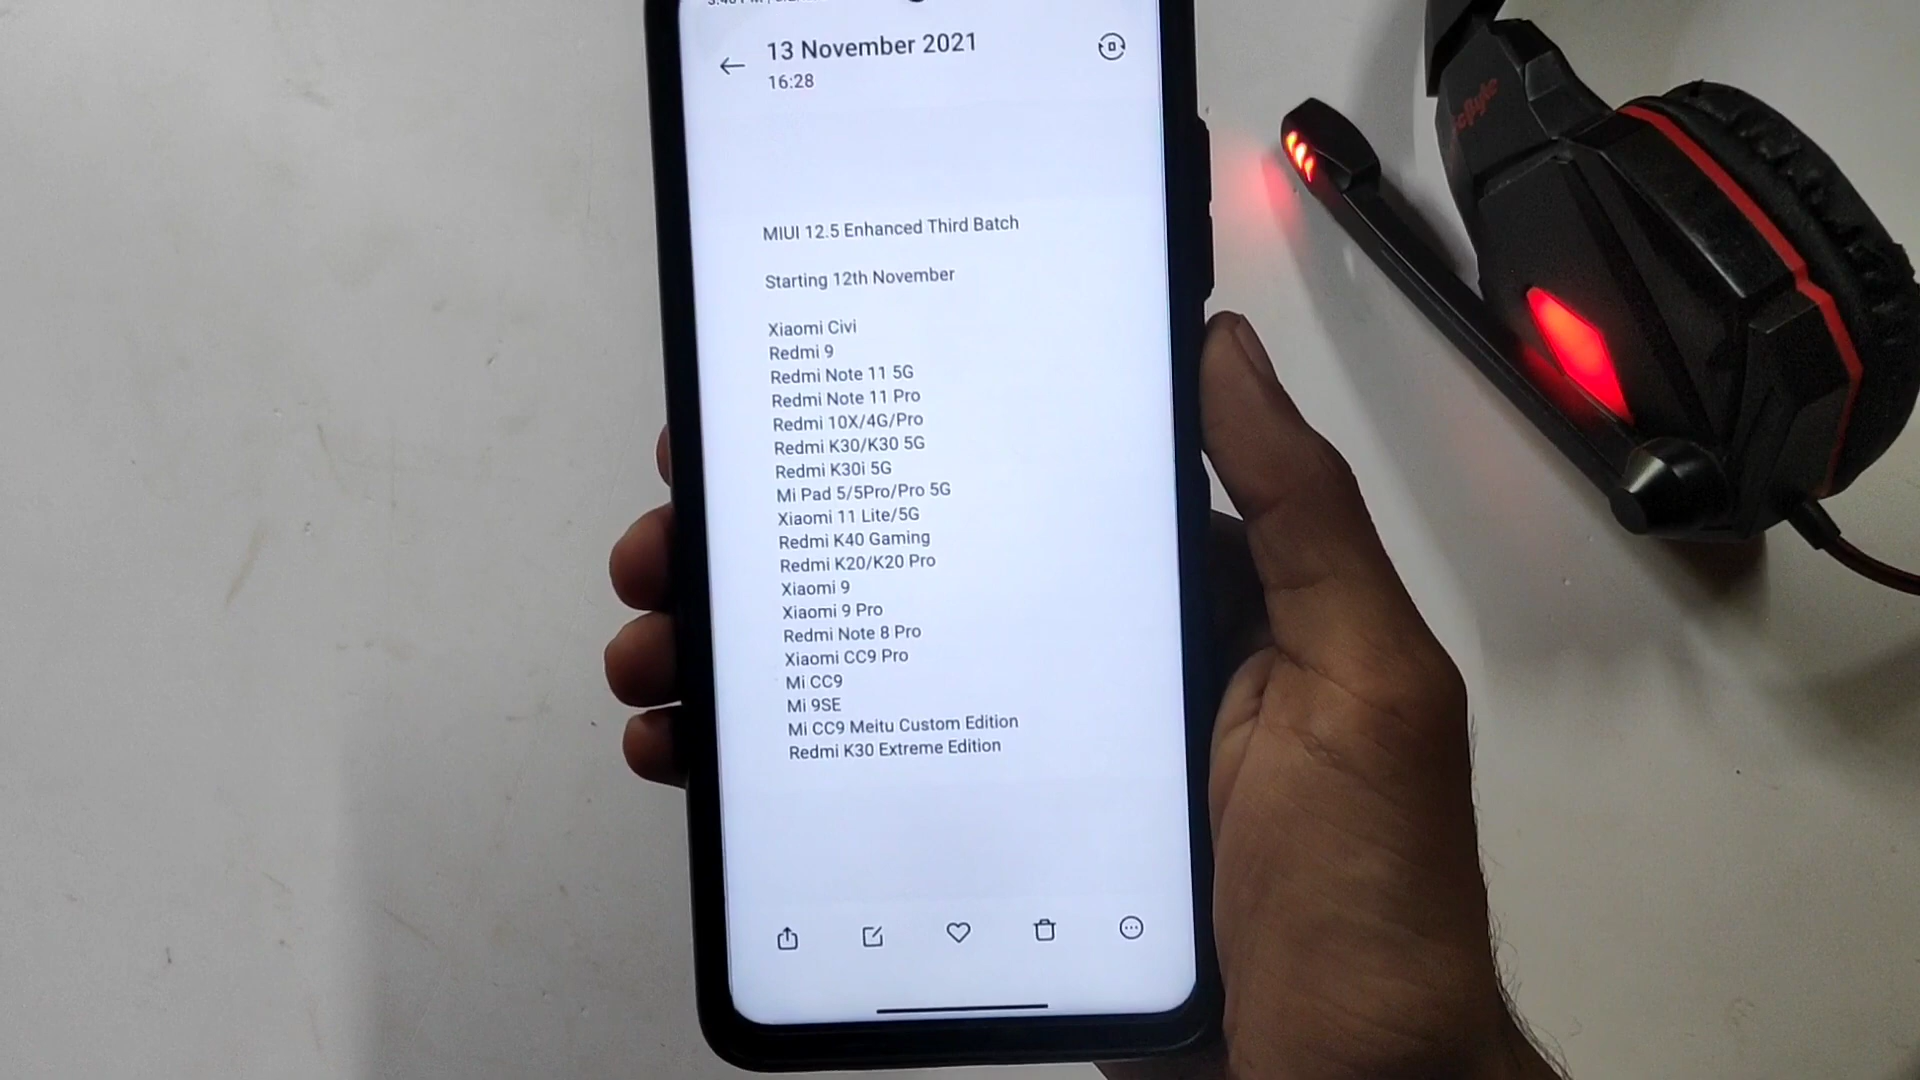 13 November 2021
16:28
MIUI 12.5 Enhanced Third Batch
Starting 12th November
Xiaomi Civi
Redmi 9
Redmi Note 11 5G
Redmi Note 11 Pro
Redmi 10X/4G/Pro
Redmi K30/K30 5G
Redmi K30i 5G
Mi Pad 5/5Pro/Pro 5G
Xiaomi 11 Lite/5G
Redmi K40 Gaming
Redmi K20/K20 Pro
Xiaomi 9
Xiaomi 9 Pro
Redmi Note 8 Pro
Xiaomi CC9 Pro
Mi CC9
Mi 9SE
Mi CC9 Meitu Custom Edition
Redmi K30 Extreme Edition